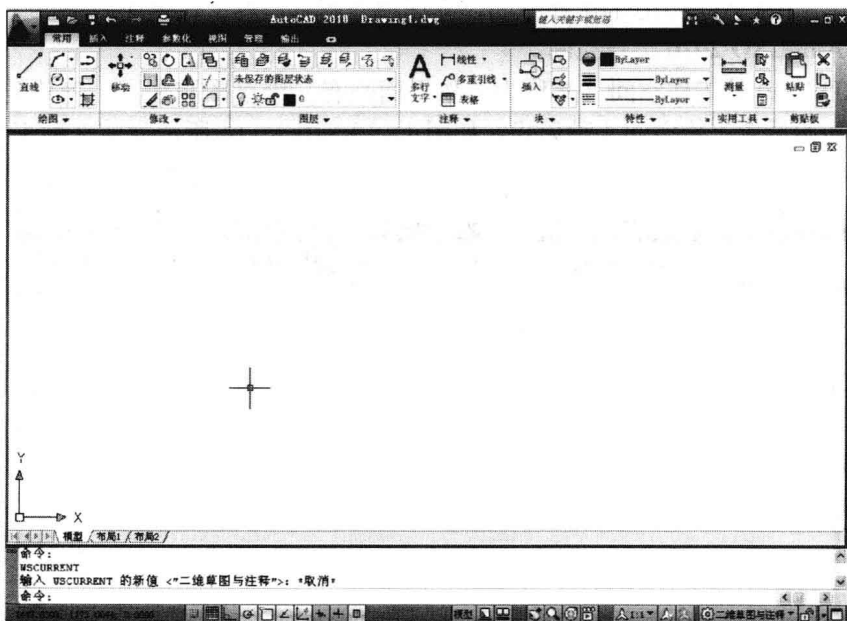 AutoCAD 2010 Drawing1.dwg 键入关键字或短语
常用 插入 注释 参数化 视图 管理 输出
直线 移动 未保存的图层状态 0 A 多行文字 线性 多重引线 表格 插入 ByLayer ByLayer ByLayer 测量 粘贴
绘图 修改 图层 注释 块 特性 实用工具 剪贴板
Y
X
模型 布局1 布局2
命令:
WSCURRENT
输入 WSCURRENT 的新值 <"二维草图与注释">: *取消*
命令:
模型 1:1 二维草图与注释